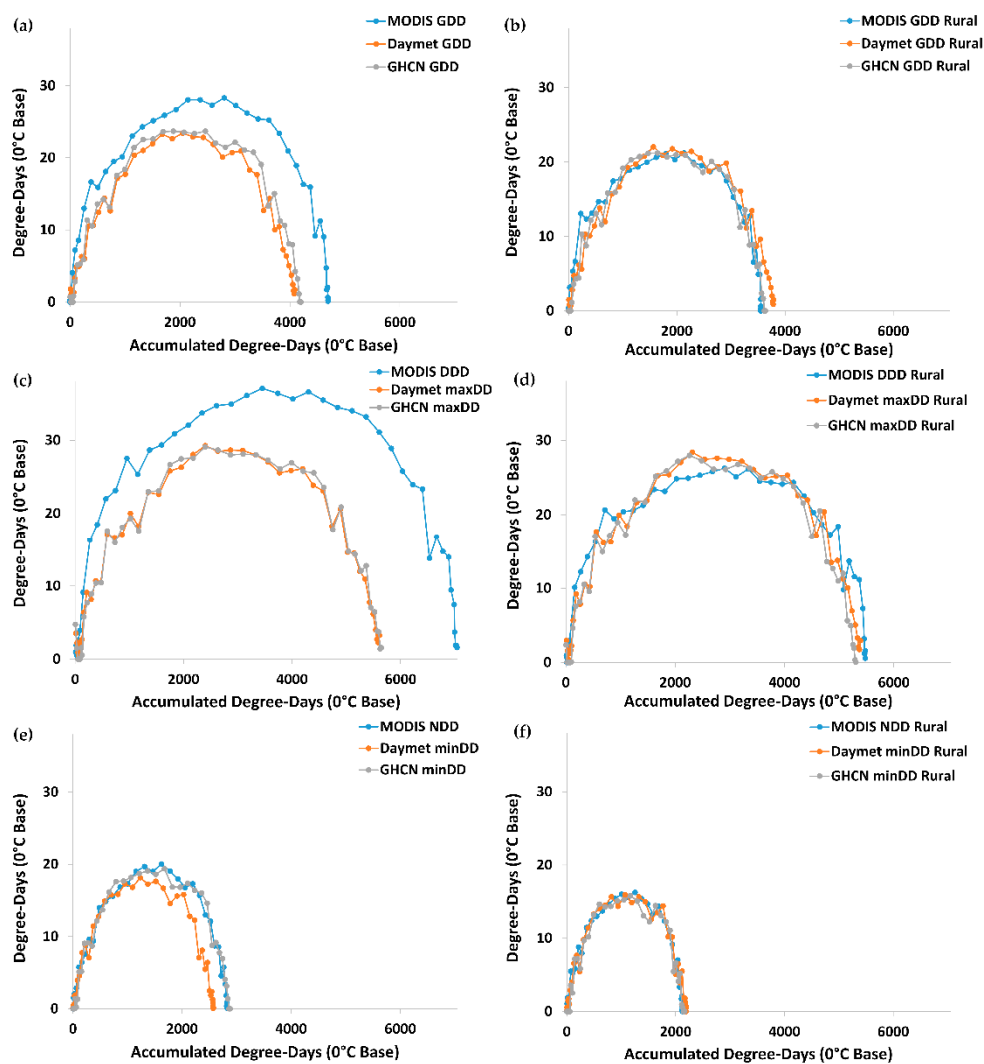 (a)
MODIS GDD
Daymet GDD
GHCN GDD
Degree-Days (0°C Base)
30
20
10
0
0 2000 4000 6000
Accumulated Degree-Days (0°C Base)
(b)
MODIS GDD Rural
Daymet GDD Rural
GHCN GDD Rural
Degree-Days (0°C Base)
30
20
10
0
0 2000 4000 6000
Accumulated Degree-Days (0°C Base)
(c)
MODIS DDD
Daymet maxDD
GHCN maxDD
Degree-Days (0°C Base)
30
20
10
0
0 2000 4000 6000
Accumulated Degree-Days (0°C Base)
(d)
MODIS DDD Rural
Daymet maxDD Rural
GHCN maxDD Rural
Degree-Days (0°C Base)
30
20
10
0
0 2000 4000 6000
Accumulated Degree-Days (0°C Base)
(e)
MODIS NDD
Daymet minDD
GHCN minDD
Degree-Days (0°C Base)
30
20
10
0
0 2000 4000 6000
Accumulated Degree-Days (0°C Base)
(f)
MODIS NDD Rural
Daymet minDD Rural
GHCN minDD Rural
Degree-Days (0°C Base)
30
20
10
0
0 2000 4000 6000
Accumulated Degree-Days (0°C Base)